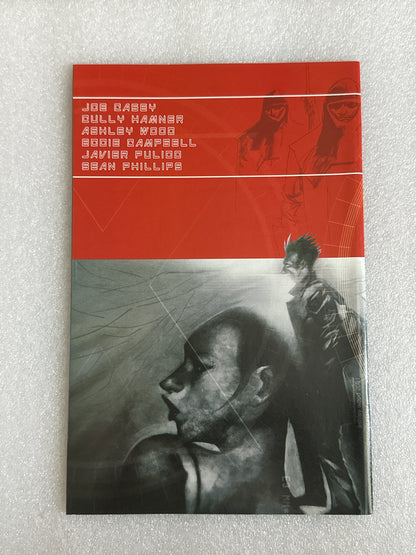 JOE CASEY
CULLY HAMNER
ASHLEY WOOD
EDDIE CAMPBELL
JAVIER PULIDO
SEAN PHILLIPS